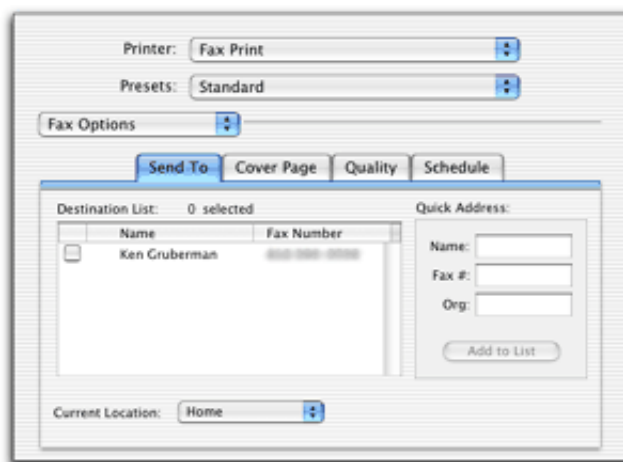 Printer: Fax Print
Presets: Standard
Fax Options
Send To Cover Page Quality Schedule
Destination List: 0 selected
Name Fax Number
Ken Gruberman
Quick Address:
Name:
Fax #:
Org:
Add to List
Current Location: Home